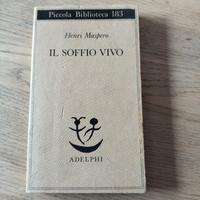 Piccola Biblioteca 183
Henri Maspero
IL SOFFIO VIVO
ADELPHI